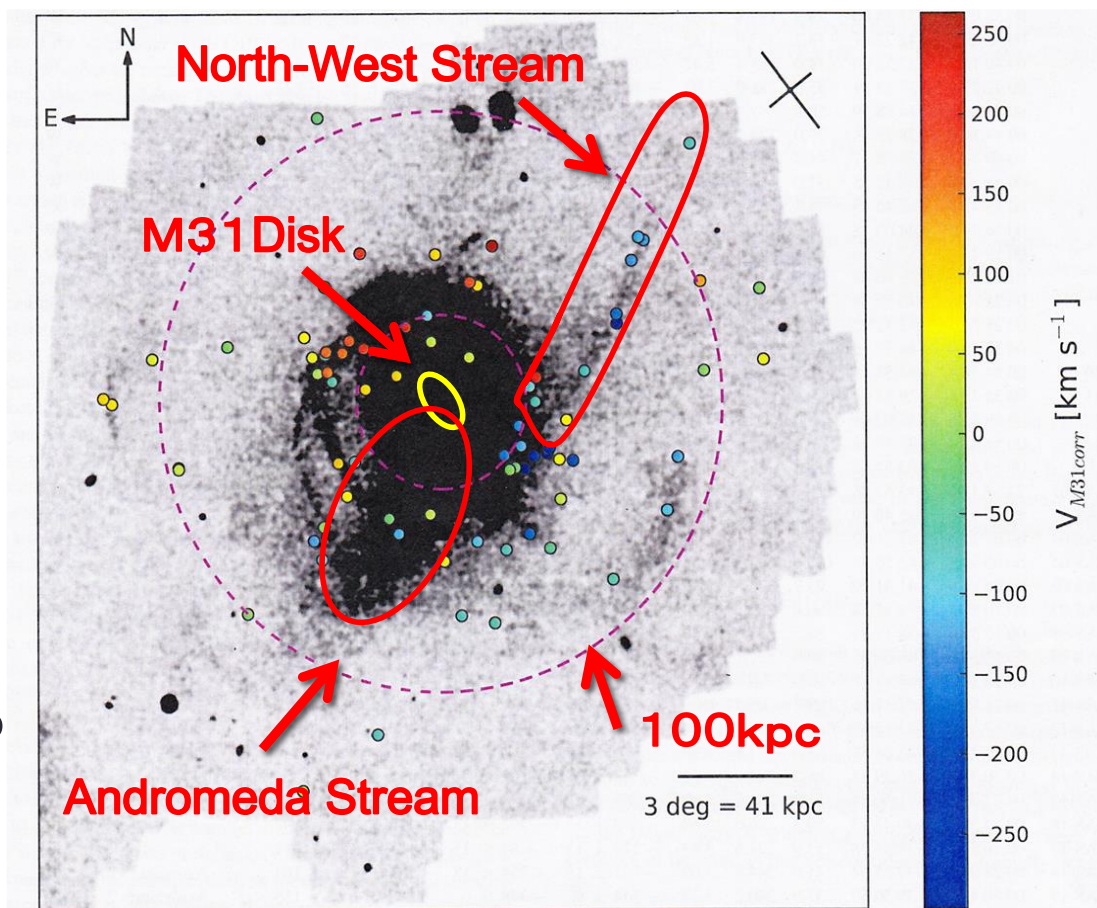 N
E
North-West Stream
M31Disk
Andromeda Stream
100kpc
3 deg = 41 kpc
250
200
150
100
50
0
−50
−100
−150
−200
−250
V_{M31corr} [km s^{−1}]